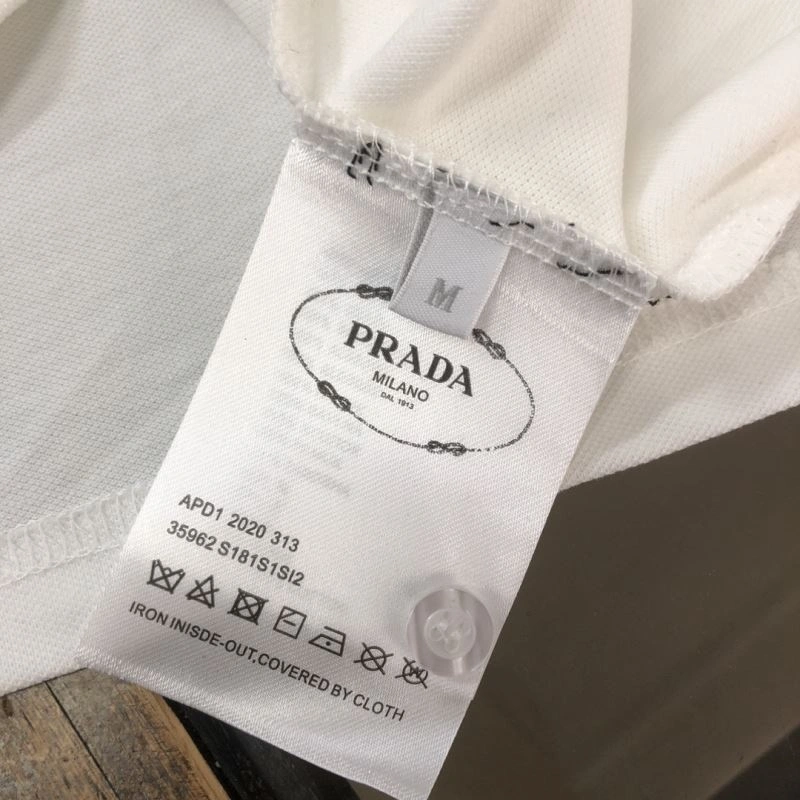 M
PRADA
MILANO
DAL 1913
APD1 2020 313
35962 S181S1SI2
IRON INISDE-OUT,COVERED BY CLOTH